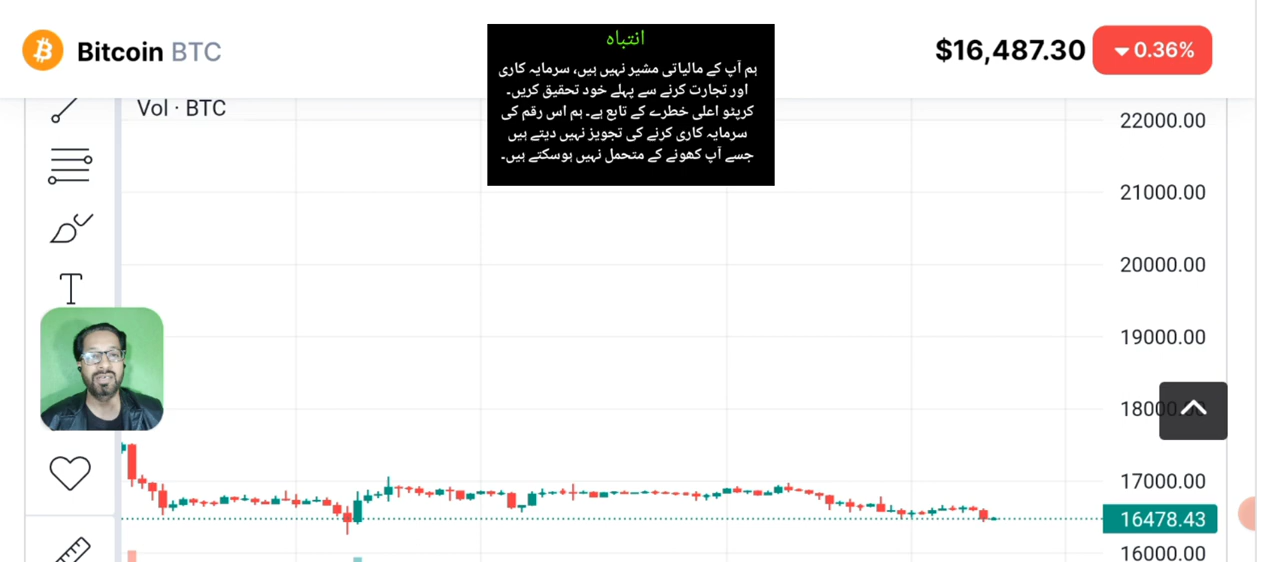 Bitcoin BTC
$16,487.30
0.36%
انتباہ
ہم آپ کے مالیاتی مشیر نہیں ہیں، سرمایہ کاری
اور تجارت کرنے سے پہلے خود تحقیق کریں۔
کرپٹو اعلی خطرے کے تابع ہے۔ ہم اس رقم کی
سرمایہ کاری کرنے کی تجویز نہیں دیتے ہیں
جسے آپ کھونے کے متحمل نہیں ہوسکتے ہیں۔
Vol · BTC
22000.00
21000.00
20000.00
T
19000.00
17000.00
16478.43
16000.00